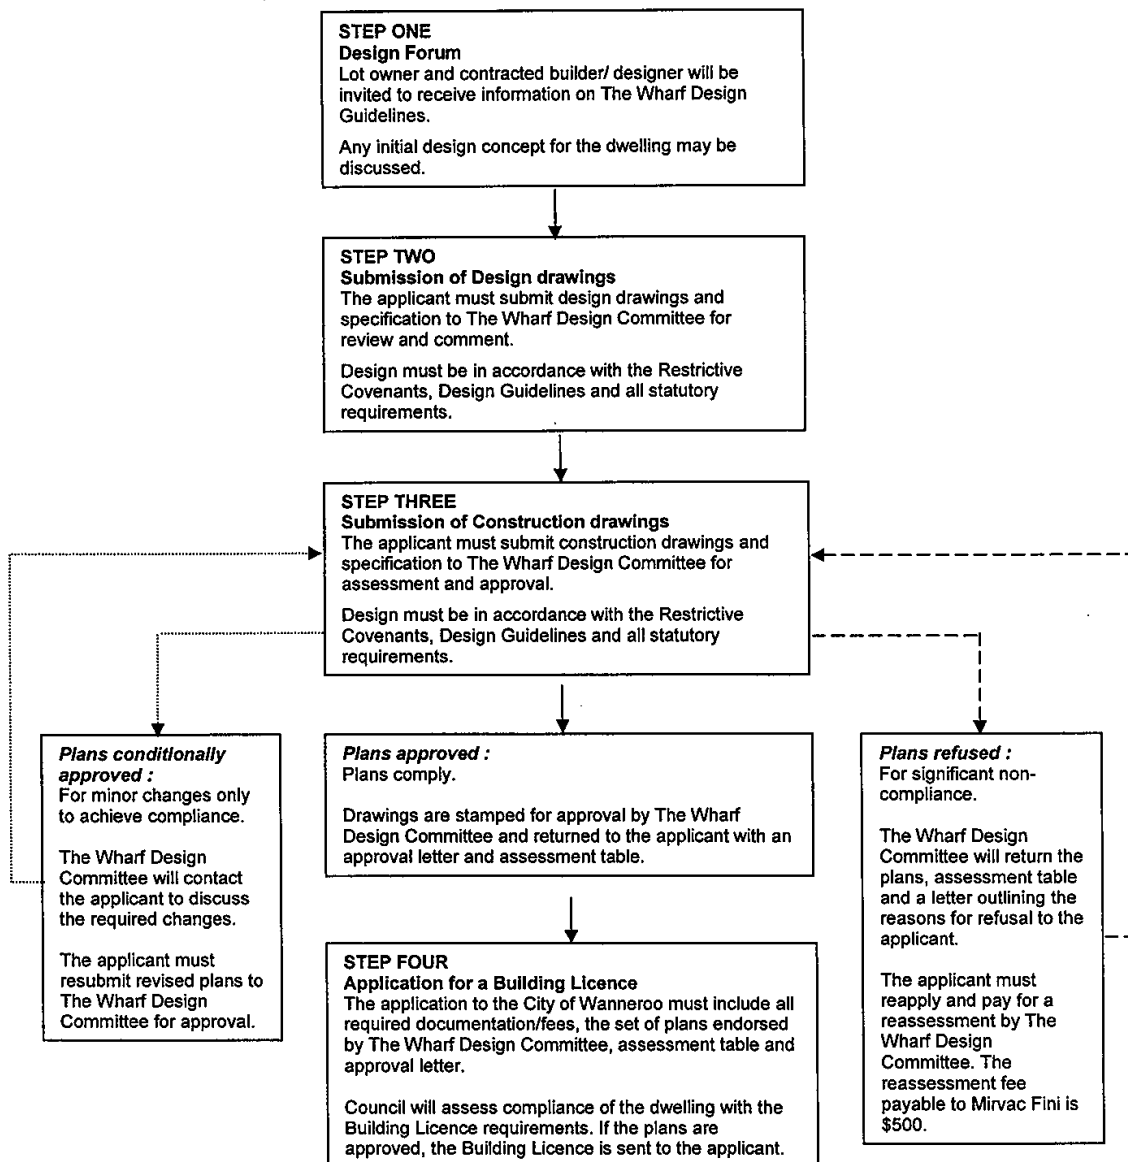 STEP ONE
Design Forum
Lot owner and contracted builder/ designer will be
invited to receive information on The Wharf Design
Guidelines.
Any initial design concept for the dwelling may be
discussed.
STEP TWO
Submission of Design drawings
The applicant must submit design drawings and
specification to The Wharf Design Committee for
review and comment.
Design must be in accordance with the Restrictive
Covenants, Design Guidelines and all statutory
requirements.
STEP THREE
Submission of Construction drawings
The applicant must submit construction drawings and
specification to The Wharf Design Committee for
assessment and approval.
Design must be in accordance with the Restrictive
Covenants, Design Guidelines and all statutory
requirements.
Plans conditionally
approved :
For minor changes only
to achieve compliance.
The Wharf Design
Committee will contact
the applicant to discuss
the required changes.
The applicant must
resubmit revised plans to
The Wharf Design
Committee for approval.
Plans approved :
Plans comply.
Drawings are stamped for approval by The Wharf
Design Committee and returned to the applicant with an
approval letter and assessment table.
Plans refused :
For significant non-
compliance.
The Wharf Design
Committee will return the
plans, assessment table
and a letter outlining the
reasons for refusal to the
applicant.
The applicant must
reapply and pay for a
reassessment by The
Wharf Design
Committee. The
reassessment fee
payable to Mirvac Fini is
$500.
STEP FOUR
Application for a Building Licence
The application to the City of Wanneroo must include all
required documentation/fees, the set of plans endorsed
by The Wharf Design Committee, assessment table and
approval letter.
Council will assess compliance of the dwelling with the
Building Licence requirements. If the plans are
approved, the Building Licence is sent to the applicant.